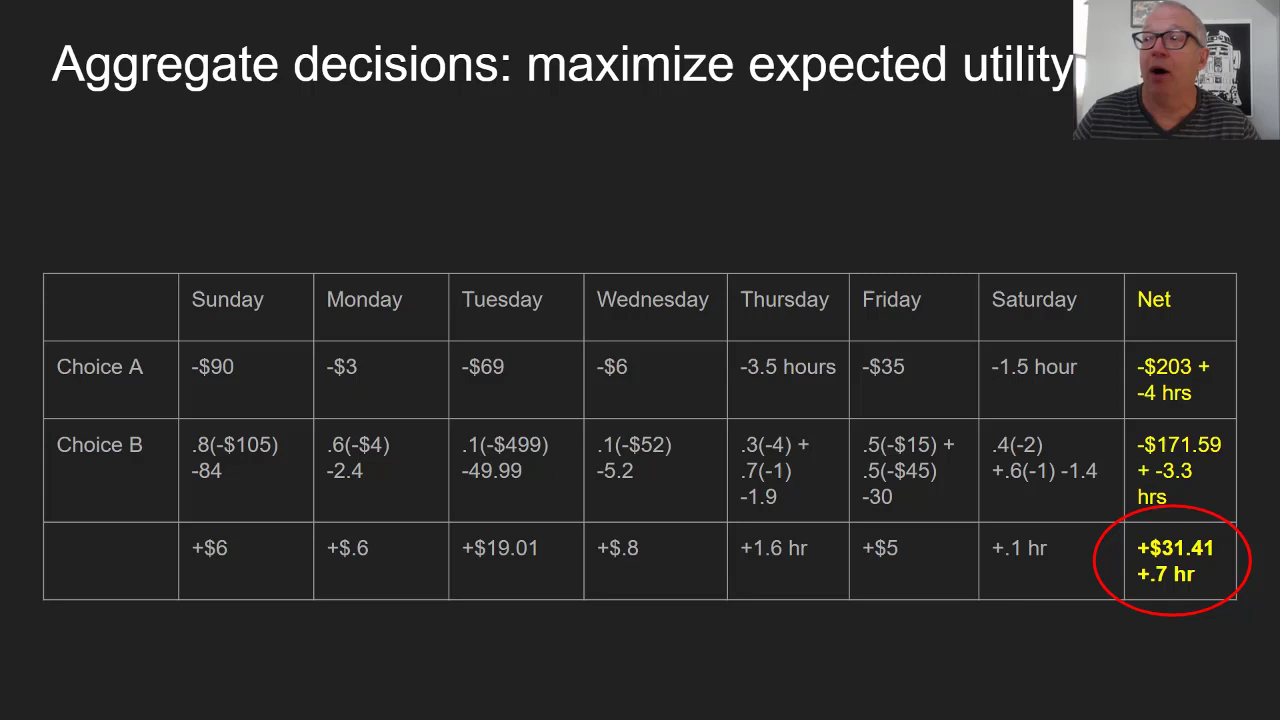 Aggregate decisions: maximize expected utility
Sunday Monday Tuesday Wednesday Thursday Friday Saturday Net
Choice A -$90 -$3 -$69 -$6 -3.5 hours -$35 -1.5 hour -$203 +
-4 hrs
Choice B .8(-$105) .6(-$4) .1(-$499) .1(-$52) .3(-4) + .5(-$15) + .4(-2) -$171.59
-84 -2.4 -49.99 -5.2 .7(-1) .5(-$45) +.6(-1) -1.4 + -3.3
-1.9 -30 hrs
+$6 +$.6 +$19.01 +$.8 +1.6 hr +$5 +.1 hr +$31.41
+.7 hr